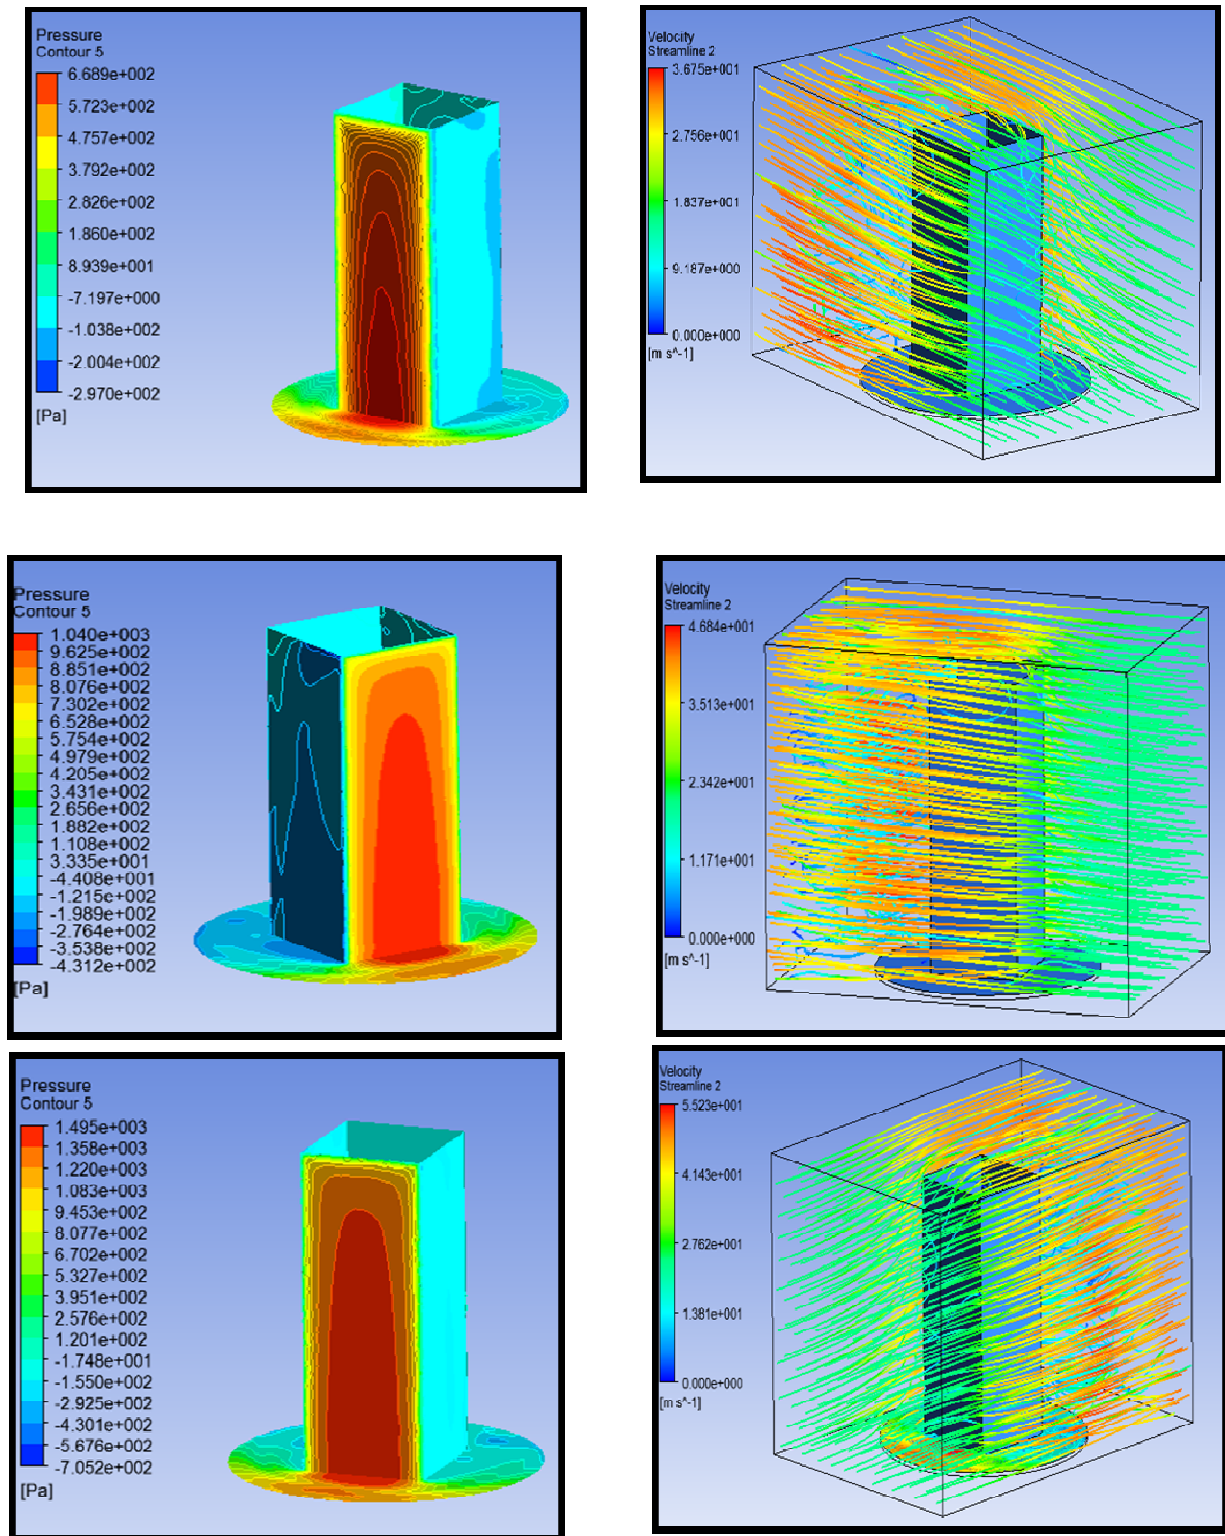 Pressure
Contour 5
6.689e+002
5.723e+002
4.757e+002
3.792e+002
2.826e+002
1.860e+002
8.939e+001
-7.197e+000
-1.038e+002
-2.004e+002
-2.970e+002
[Pa]
Velocity
Streamline 2
3.675e+001
2.756e+001
1.837e+001
9.187e+000
0.000e+000
[m s^-1]
Pressure
Contour 5
1.040e+003
9.625e+002
8.851e+002
8.076e+002
7.302e+002
6.528e+002
5.754e+002
4.979e+002
4.205e+002
3.431e+002
2.656e+002
1.882e+002
1.108e+002
3.335e+001
-4.408e+001
-1.215e+002
-1.989e+002
-2.764e+002
-3.538e+002
-4.312e+002
[Pa]
Velocity
Streamline 2
4.684e+001
3.513e+001
2.342e+001
1.171e+001
0.000e+000
[m s^-1]
Pressure
Contour 5
1.495e+003
1.358e+003
1.220e+003
1.083e+003
9.453e+002
8.077e+002
6.702e+002
5.327e+002
3.951e+002
2.576e+002
1.201e+002
-1.748e+001
-1.550e+002
-2.925e+002
-4.301e+002
-5.676e+002
-7.052e+002
[Pa]
Velocity
Streamline 2
5.523e+001
4.143e+001
2.762e+001
1.381e+001
0.000e+000
[m s^-1]